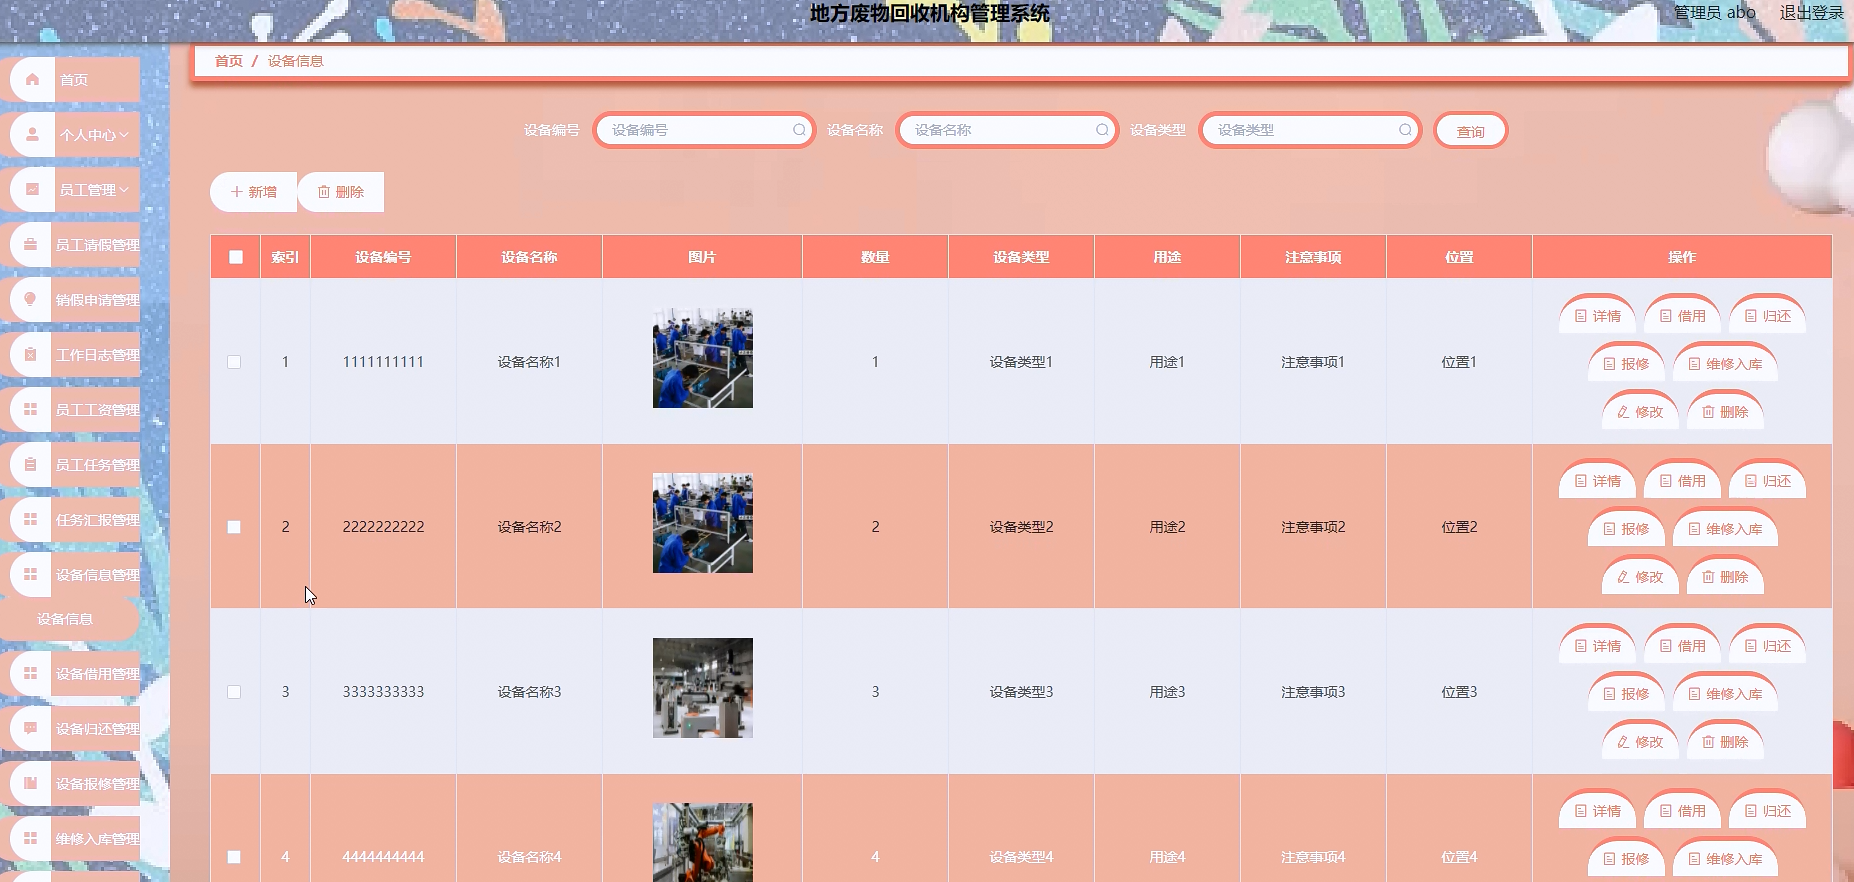 地方废物回收机构管理系统
管理员 abo 退出登录
首页 / 设备信息
首页
个人中心
员工管理
员工请假管理
销假申请管理
工作日志管理
员工工资管理
员工任务管理
任务汇报管理
设备信息管理
设备信息
设备借用管理
设备归还管理
设备报修管理
维修入库管理
设备编号 设备编号 设备名称 设备名称 设备类型 设备类型 查询
新增 删除
索引 设备编号 设备名称 图片 数量 设备类型 用途 注意事项 位置 操作
1 1111111111 设备名称1 1 设备类型1 用途1 注意事项1 位置1
详情 借用 归还
报修 维修入库
修改 删除
2 2222222222 设备名称2 2 设备类型2 用途2 注意事项2 位置2
详情 借用 归还
报修 维修入库
修改 删除
3 3333333333 设备名称3 3 设备类型3 用途3 注意事项3 位置3
详情 借用 归还
报修 维修入库
修改 删除
4 4444444444 设备名称4 4 设备类型4 用途4 注意事项4 位置4
详情 借用 归还
报修 维修入库